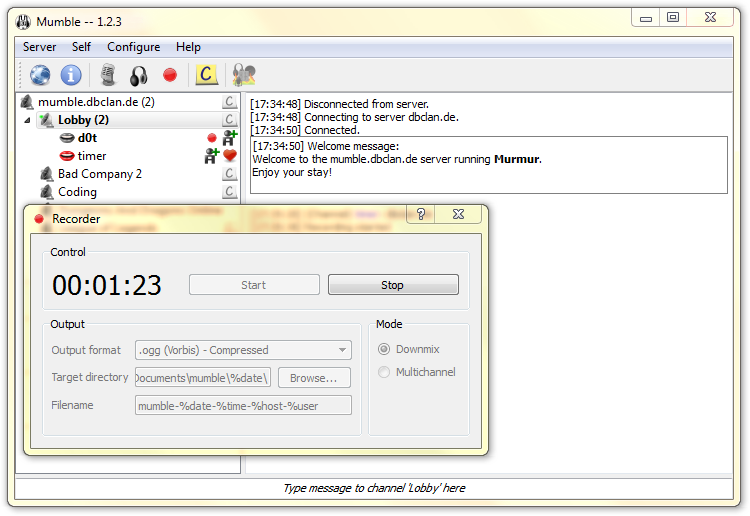 Mumble -- 1.2.3
Server Self Configure Help
mumble.dbclan.de (2)
Lobby (2)
d0t
timer
Bad Company 2
Coding
[17:34:48] Disconnected from server.
[17:34:48] Connecting to server dbclan.de.
[17:34:50] Connected.
[17:34:50] Welcome message:
Welcome to the mumble.dbclan.de server running Murmur.
Enjoy your stay!
Recorder
Control
00:01:23
Start
Stop
Output
Output format
.ogg (Vorbis) - Compressed
Target directory
Documents\mumble\%date\
Browse...
Filename
mumble-%date-%time-%host-%user
Mode
Downmix
Multichannel
Type message to channel 'Lobby' here